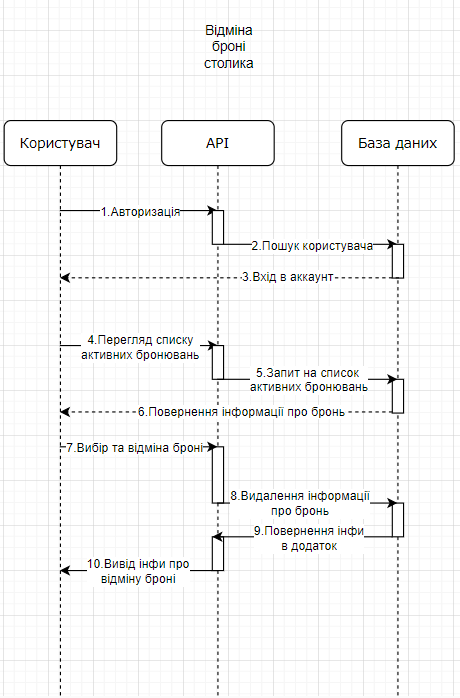 Відміна
броні
столика
Користувач
API
База даних
1.Авторизація
2.Пошук користувача
3.Вхід в аккаунт
4.Перегляд списку
активних бронювань
5.Запит на список
активних бронювань
6.Повернення інформації про бронь
7.Вибір та відміна броні
8.Видалення інформації
про бронь
9.Повернення інфи
в додаток
10.Вивід інфи про
відміну броні